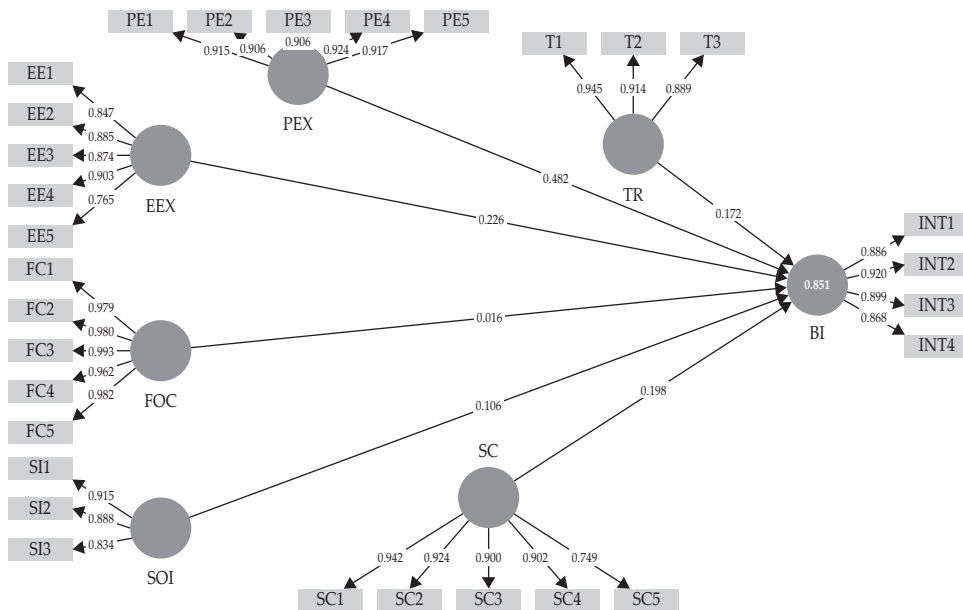 PE1 PE2 PE3 PE4 PE5
0.915 0.906 0.906 0.924 0.917
PEX
T1 T2 T3
0.945 0.914 0.889
TR
EE1
EE2
EE3
EE4
EE5
0.847
0.885
0.874
0.903
0.765
EEX
0.482
0.172
0.226
FC1
FC2
FC3
FC4
FC5
0.979
0.980
0.993
0.962
0.982
FOC
0.016
0.851
BI
0.886
0.920
0.899
0.868
INT1
INT2
INT3
INT4
SI1
SI2
SI3
0.915
0.888
0.834
SOI
0.106
0.198
SC
0.942 0.924 0.900 0.902 0.749
SC1 SC2 SC3 SC4 SC5